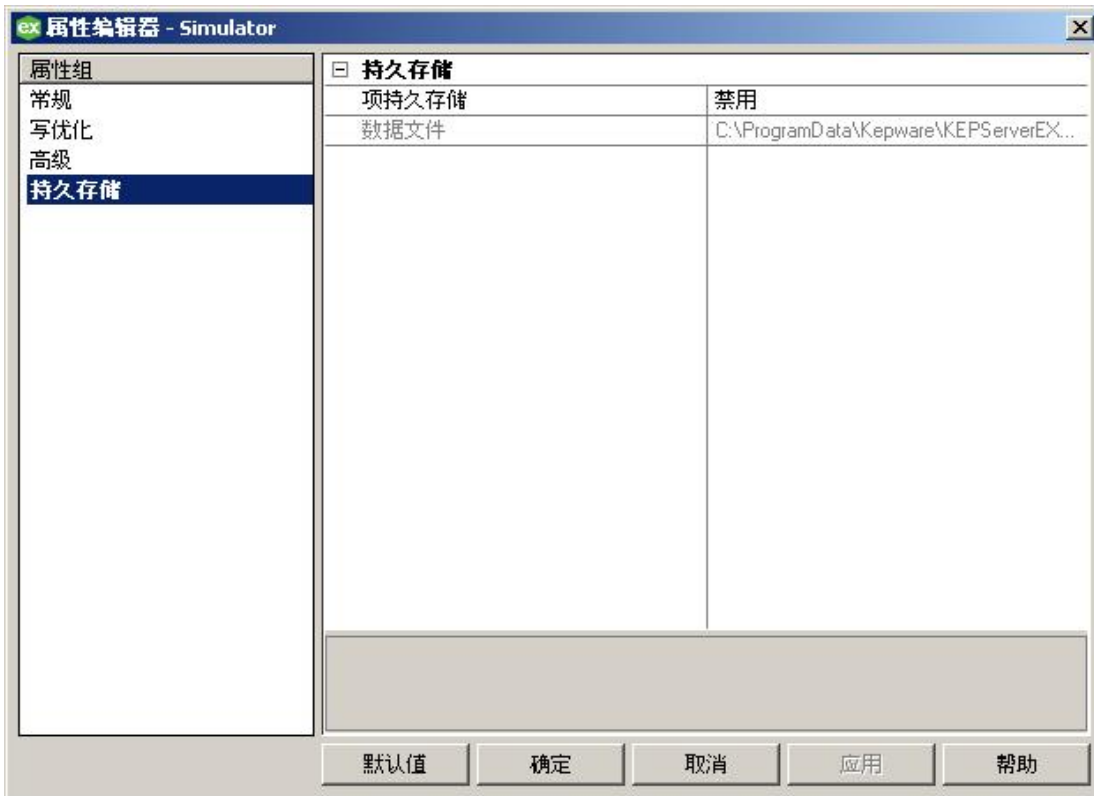 ex 属性编辑器 - Simulator
属性组
常规
写优化
高级
持久存储
持久存储
项持久存储 禁用
数据文件 C:\ProgramData\Kepware\KEPServerEX...
默认值 确定 取消 应用 帮助